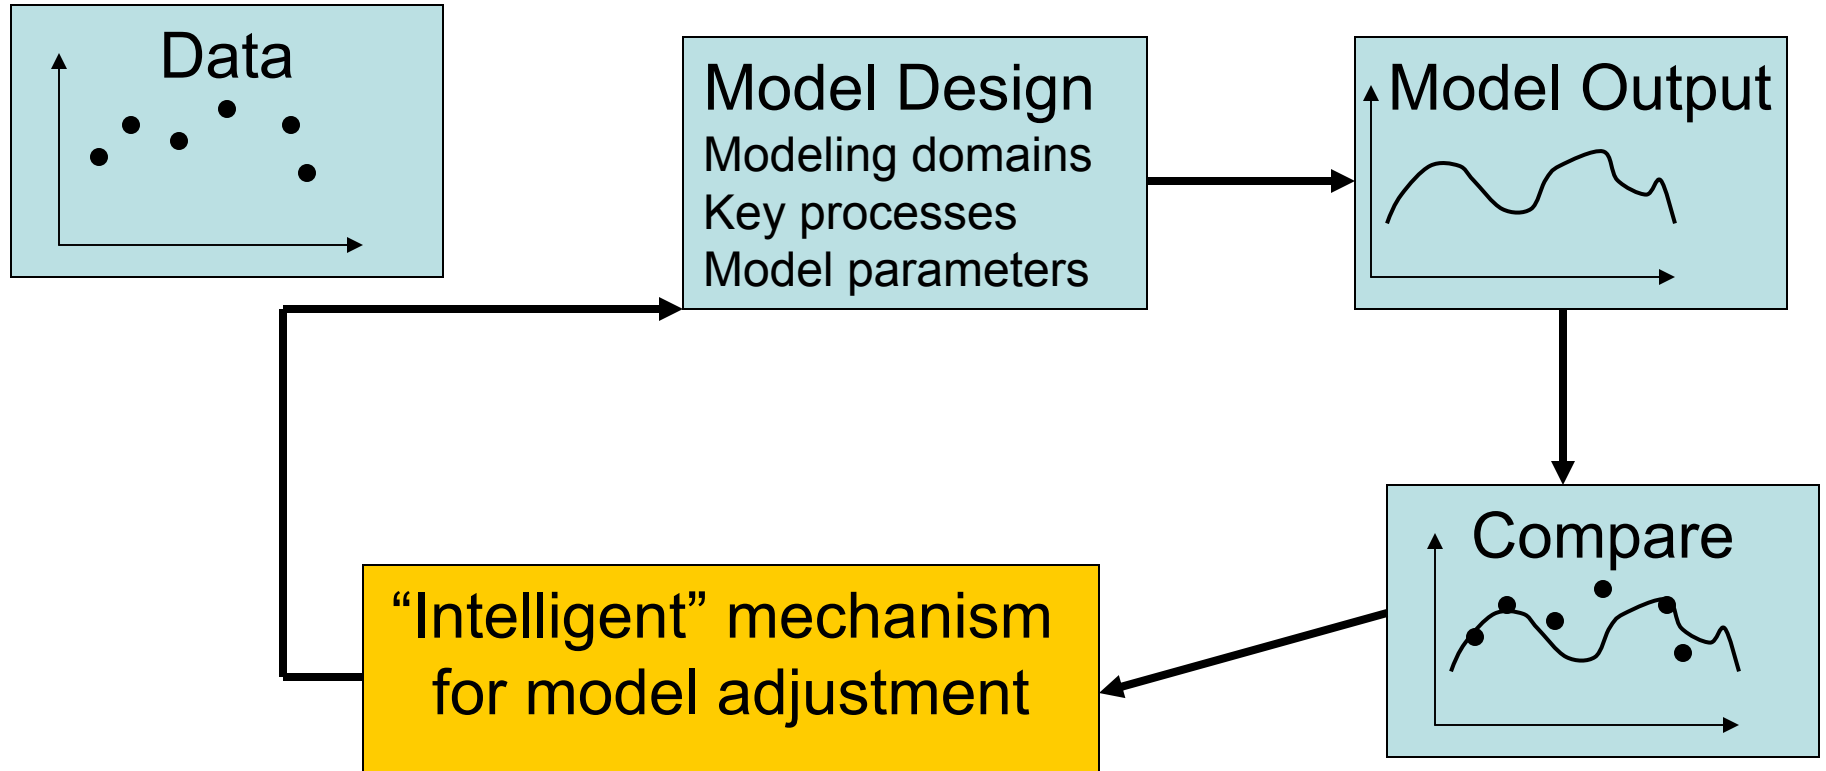 Data
Model Design
Modeling domains
Key processes
Model parameters
Model Output
Compare
“Intelligent” mechanism
for model adjustment